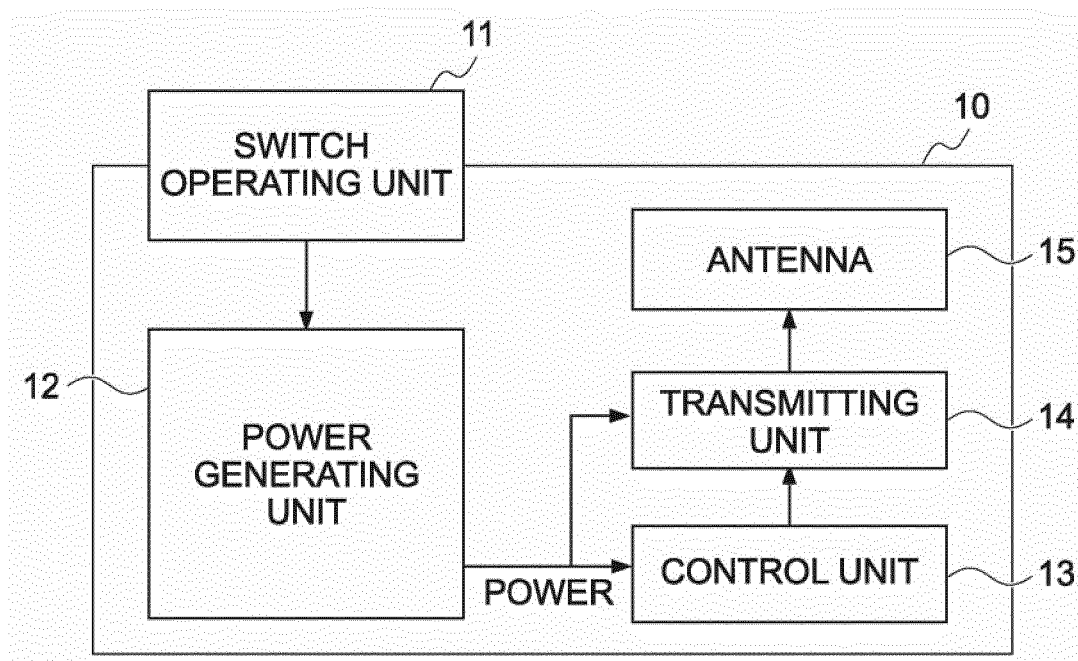 11
10
SWITCH
OPERATING UNIT
ANTENNA
15
12
POWER
GENERATING
UNIT
TRANSMITTING
UNIT
14
POWER
CONTROL UNIT
13